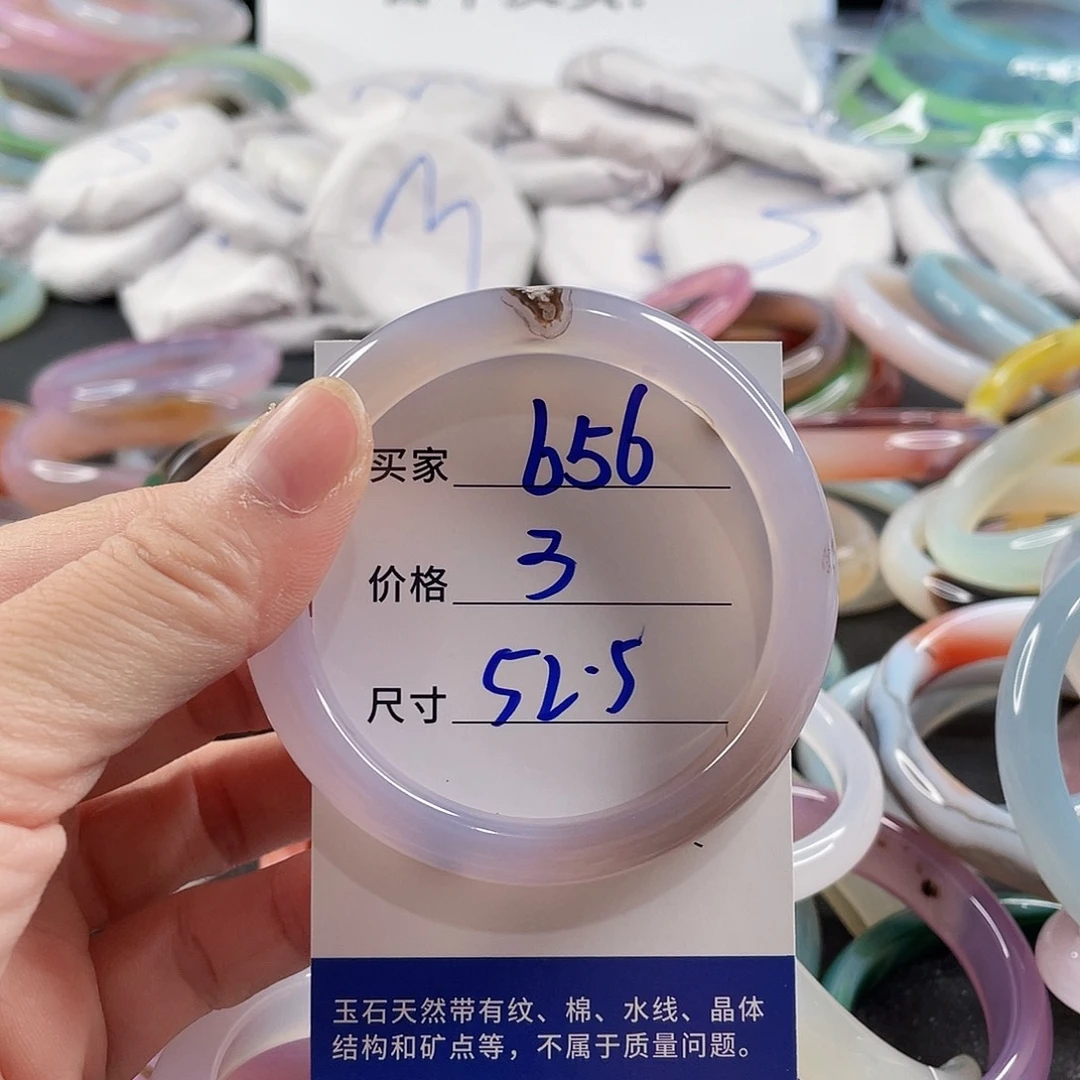 买家 656
价格 3
尺寸 52.5
玉石天然带有纹、棉、水线、晶体
结构和矿点等，不属于质量问题。